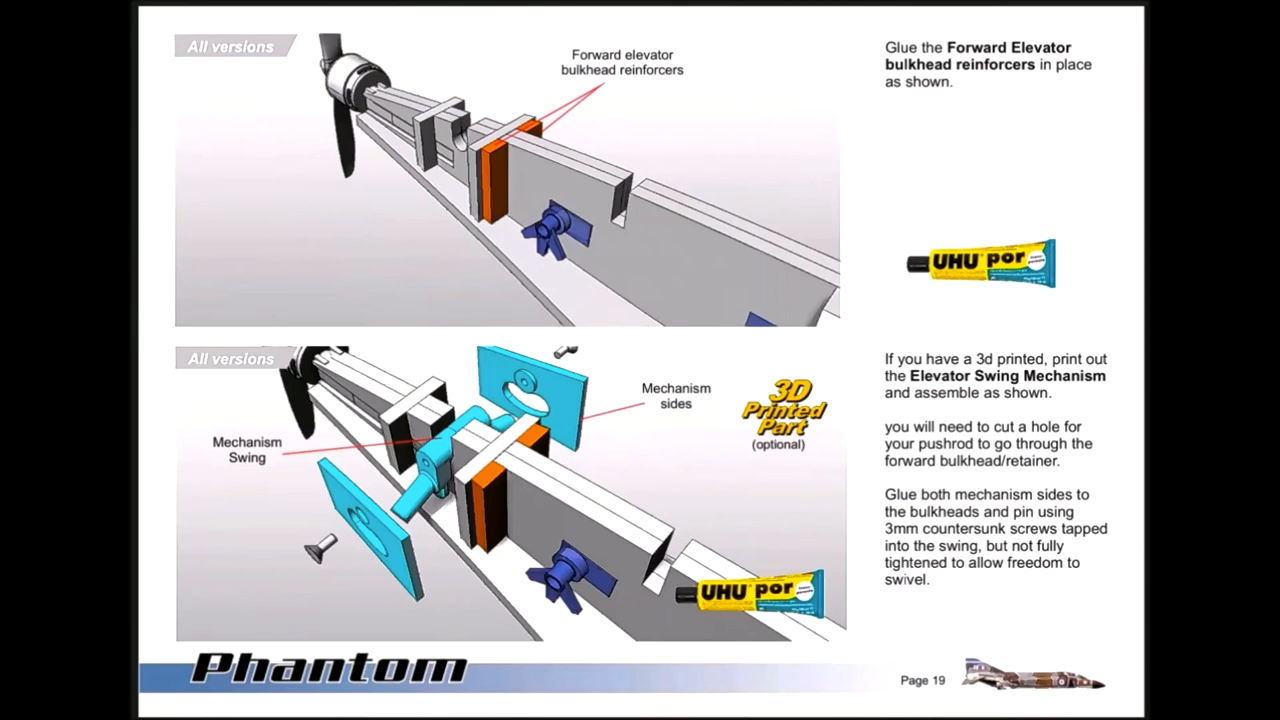 All versions
Forward elevator
bulkhead reinforcers
Glue the Forward Elevator
bulkhead reinforcers in place
as shown.
UHU por
All versions
Mechanism
sides
3D
Printed
Part
(optional)
Mechanism
Swing
If you have a 3d printed, print out
the Elevator Swing Mechanism
and assemble as shown.
you will need to cut a hole for
your pushrod to go through the
forward bulkhead/retainer.
Glue both mechanism sides to
the bulkheads and pin using
3mm countersunk screws tapped
into the swing, but not fully
tightened to allow freedom to
swivel.
UHU por
Phantom
Page 19